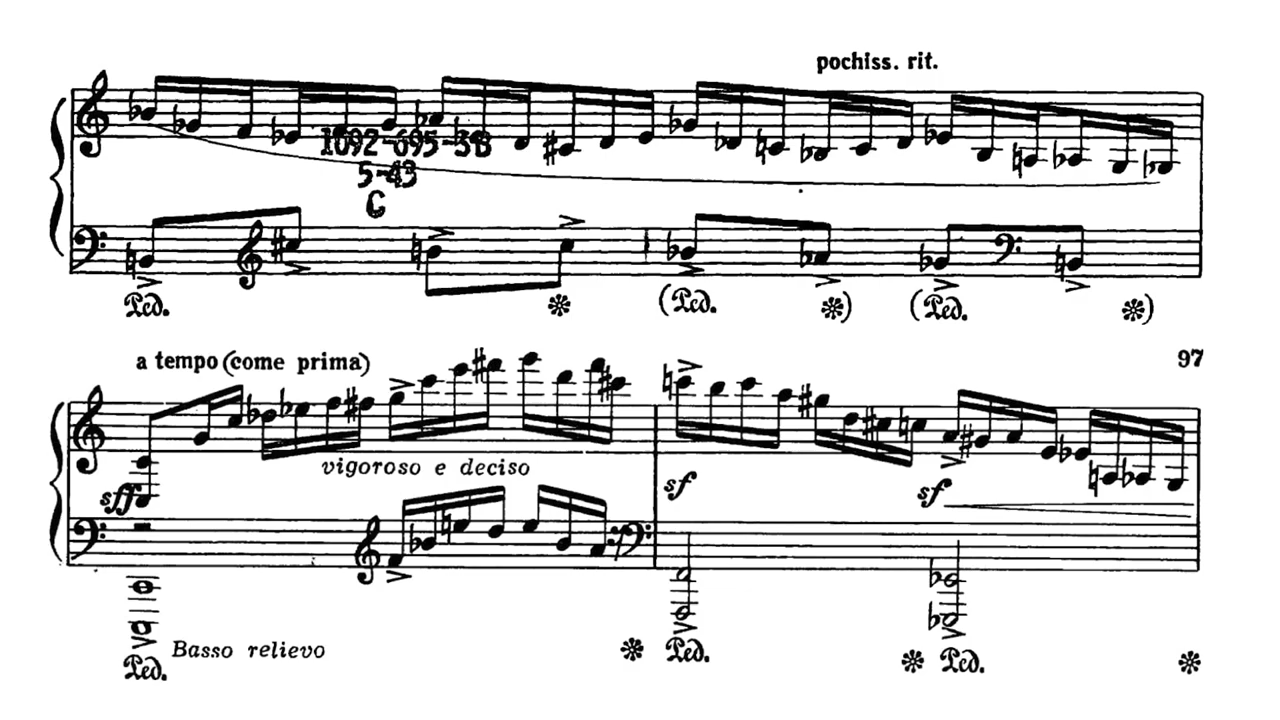 pochiss. rit.
1092-695-3B
5-43
C
Ped.
(Ped.
)
(Ped.
)
a tempo (come prima)
97
vigoroso e deciso
sff
sf
sf
Basso relievo
Ped.
Ped.
Ped.